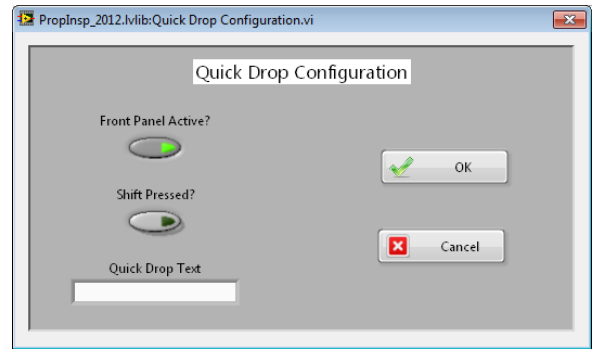 PropInsp_2012.lvlib:Quick Drop Configuration.vi
Quick Drop Configuration
Front Panel Active?
OK
Shift Pressed?
Cancel
Quick Drop Text